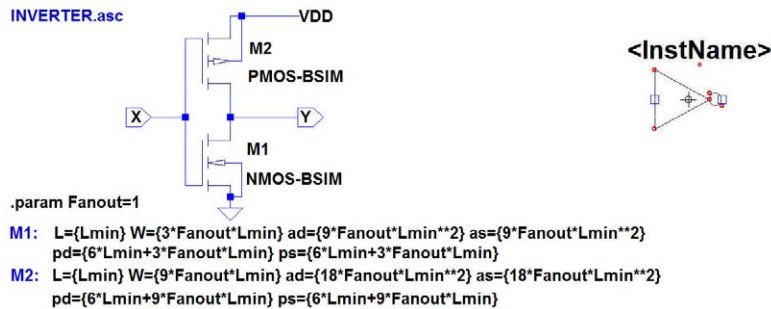 INVERTER.asc
VDD
M2
<InstName>
PMOS-BSIM
X
Y
M1
NMOS-BSIM
.param Fanout=1
M1: L={Lmin} W={3*Fanout*Lmin} ad={9*Fanout*Lmin**2} as={9*Fanout*Lmin**2}
pd={6*Lmin+3*Fanout*Lmin} ps={6*Lmin+3*Fanout*Lmin}
M2: L={Lmin} W={9*Fanout*Lmin} ad={18*Fanout*Lmin**2} as={18*Fanout*Lmin**2}
pd={6*Lmin+9*Fanout*Lmin} ps={6*Lmin+9*Fanout*Lmin}